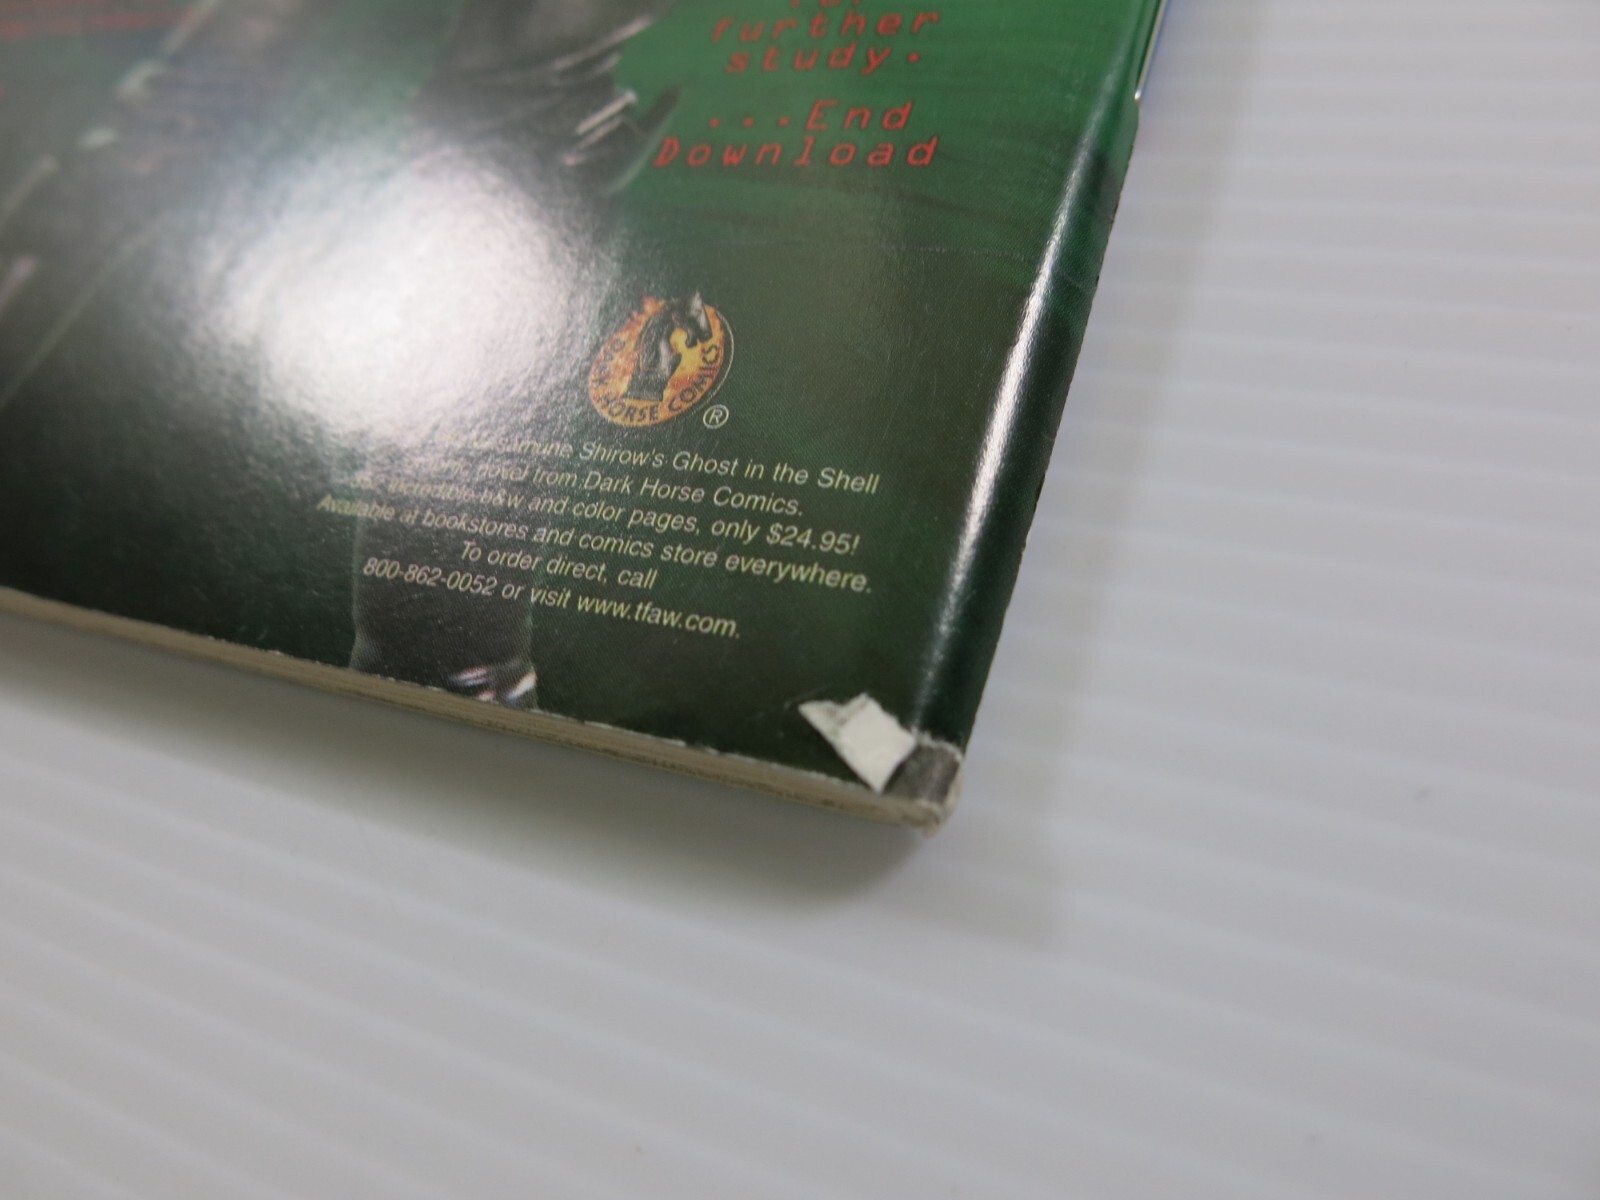 further
study.
...End
Download
DARK HORSE COMICS
®
Shirow's Ghost in the Shell
novel from Dark Horse Comics.
b&w and color pages, only $24.95!
Available at bookstores and comics store everywhere.
To order direct, call
800-862-0052 or visit www.tfaw.com.